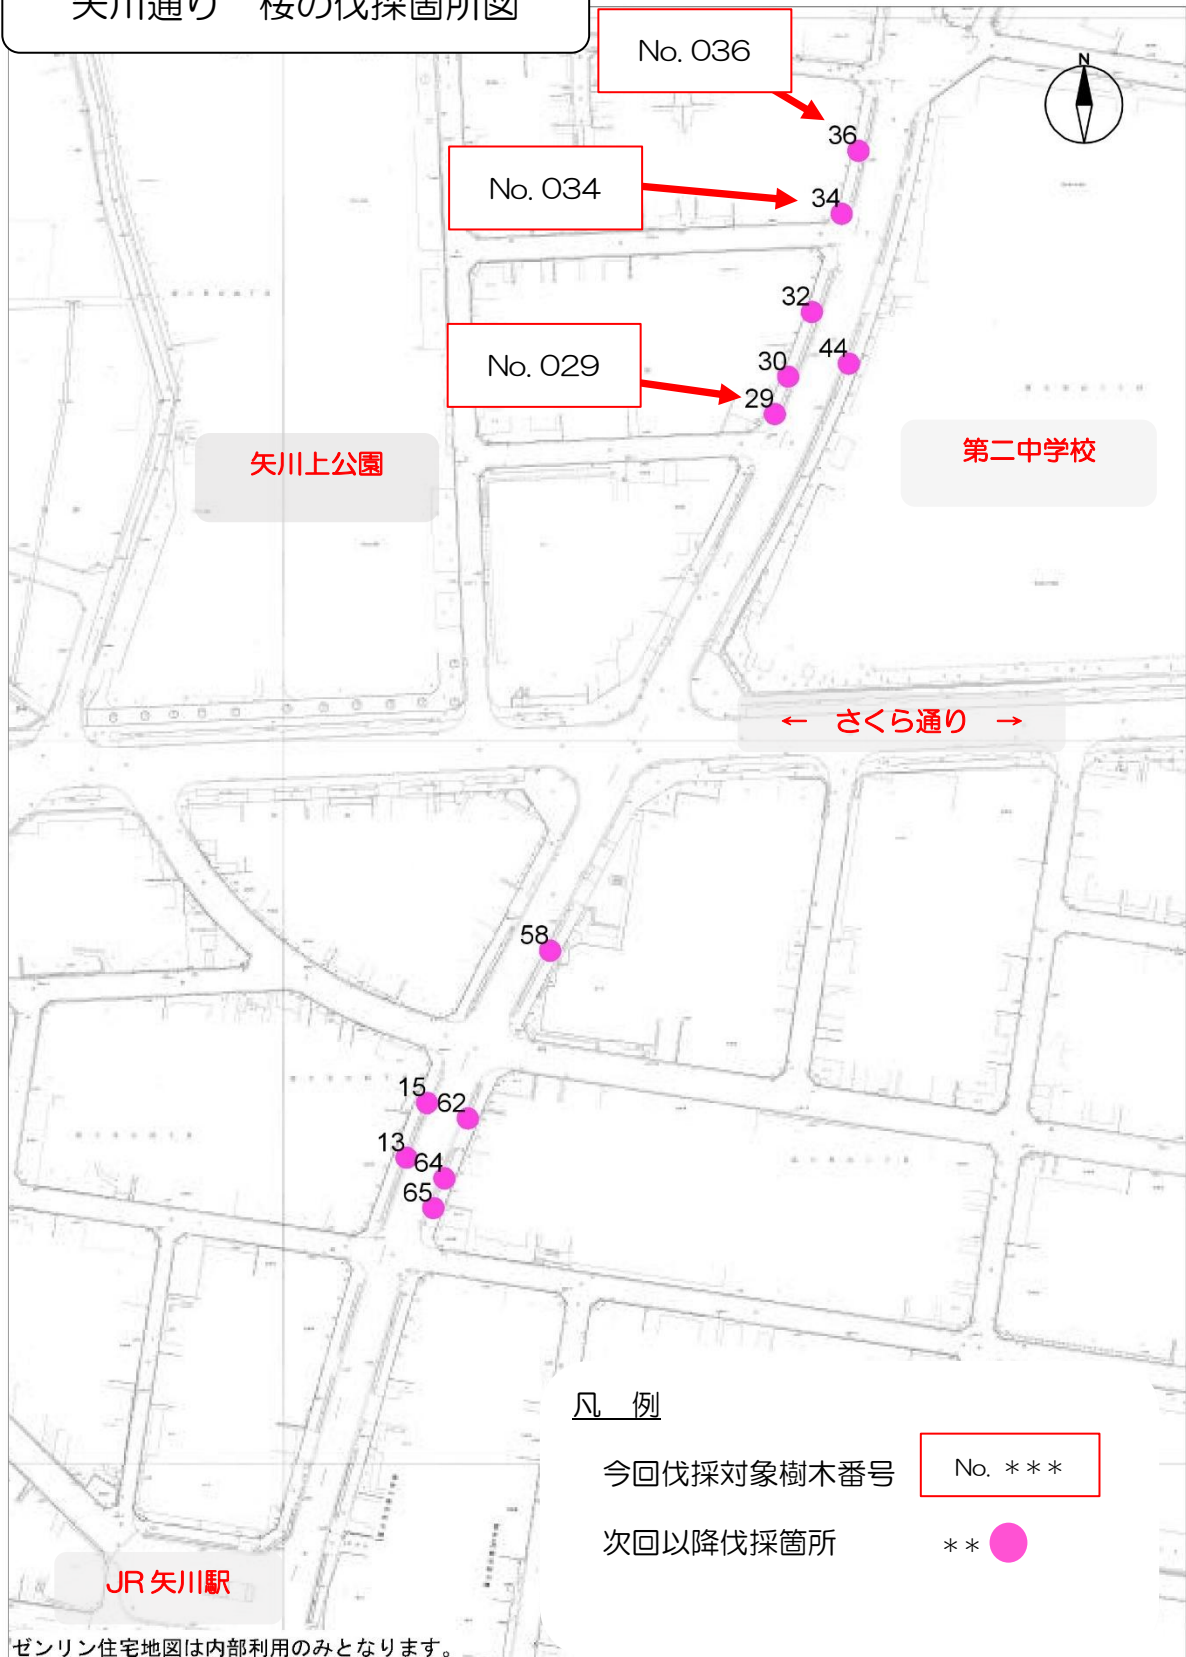 矢川通り　桜の伐採箇所図
No. 036
N
36
No. 034
34
32
No. 029
30
44
29
矢川上公園
第二中学校
← さくら通り →
58
15
62
13
64
65
凡　例
今回伐採対象樹木番号 No. ＊＊＊
次回以降伐採箇所 ＊＊
JR 矢川駅
ゼンリン住宅地図は内部利用のみとなります。